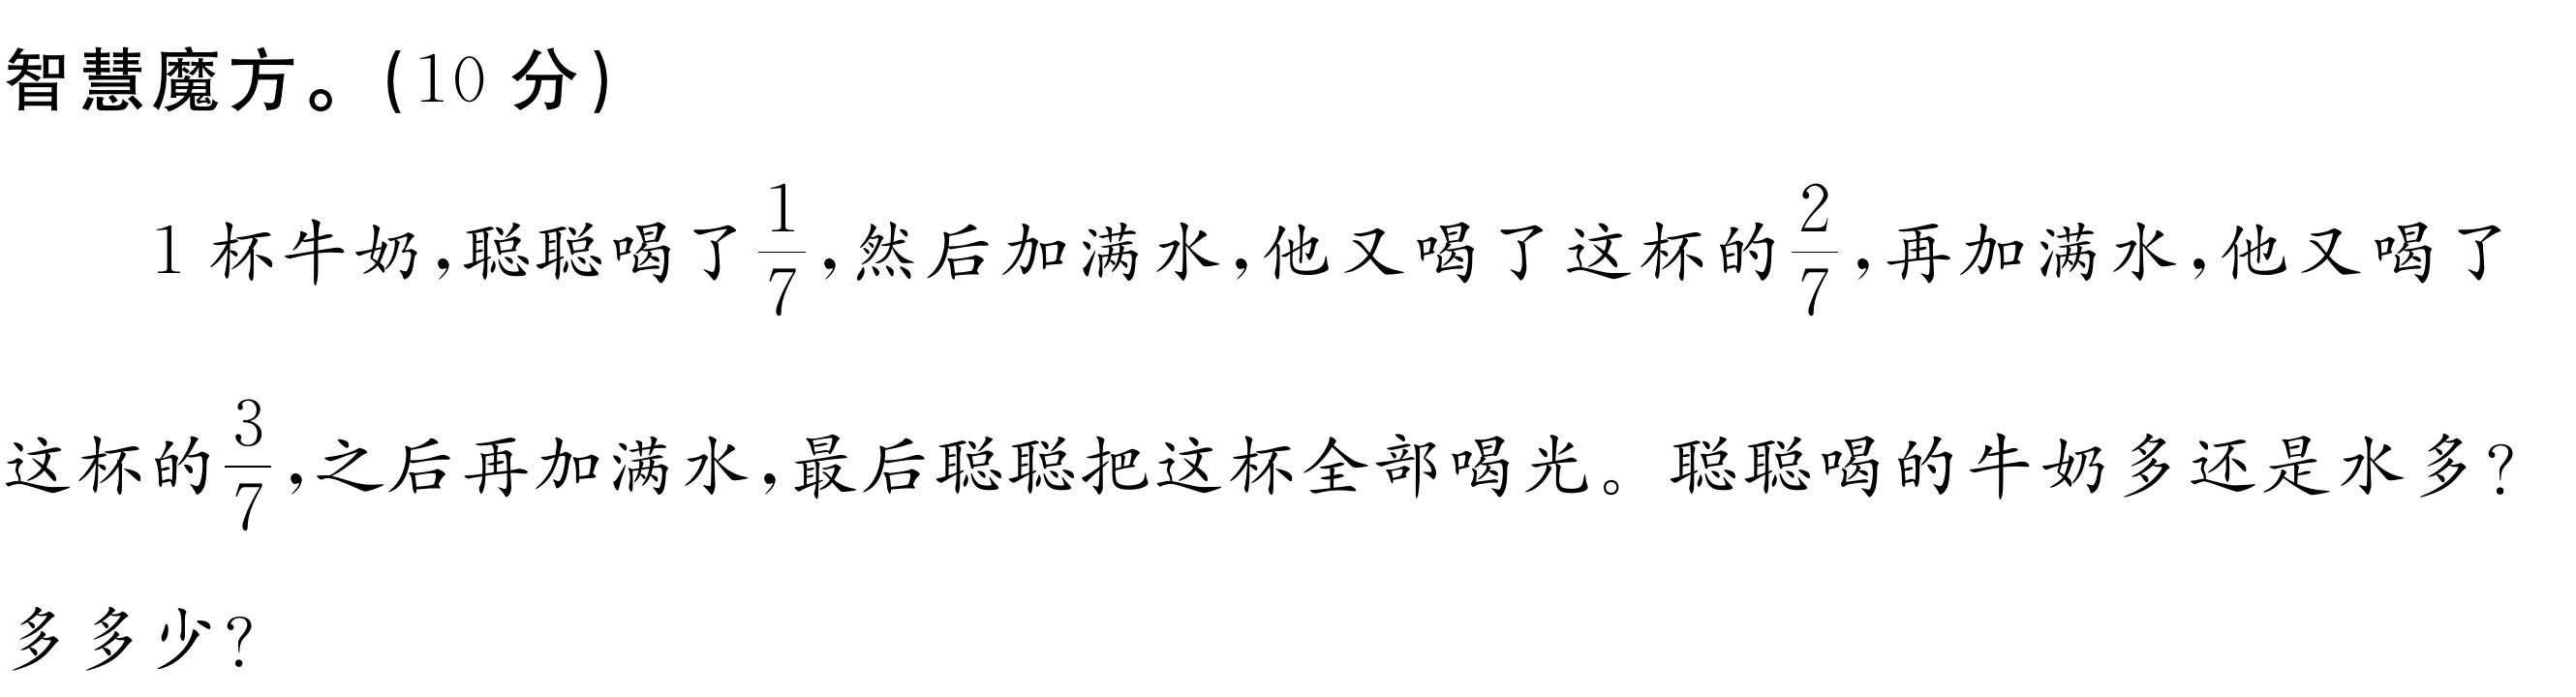 智慧魔方。(10 分)
1 杯牛奶,聪聪喝了1/7,然后加满水,他又喝了这杯的2/7,再加满水,他又喝了
这杯的3/7,之后再加满水,最后聪聪把这杯全部喝光。聪聪喝的牛奶多还是水多?
多多少?